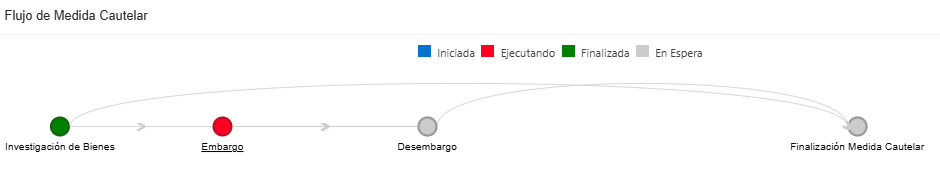 Flujo de Medida Cautelar
Iniciada Ejecutando Finalizada En Espera
Investigación de Bienes Embargo Desembargo Finalización Medida Cautelar